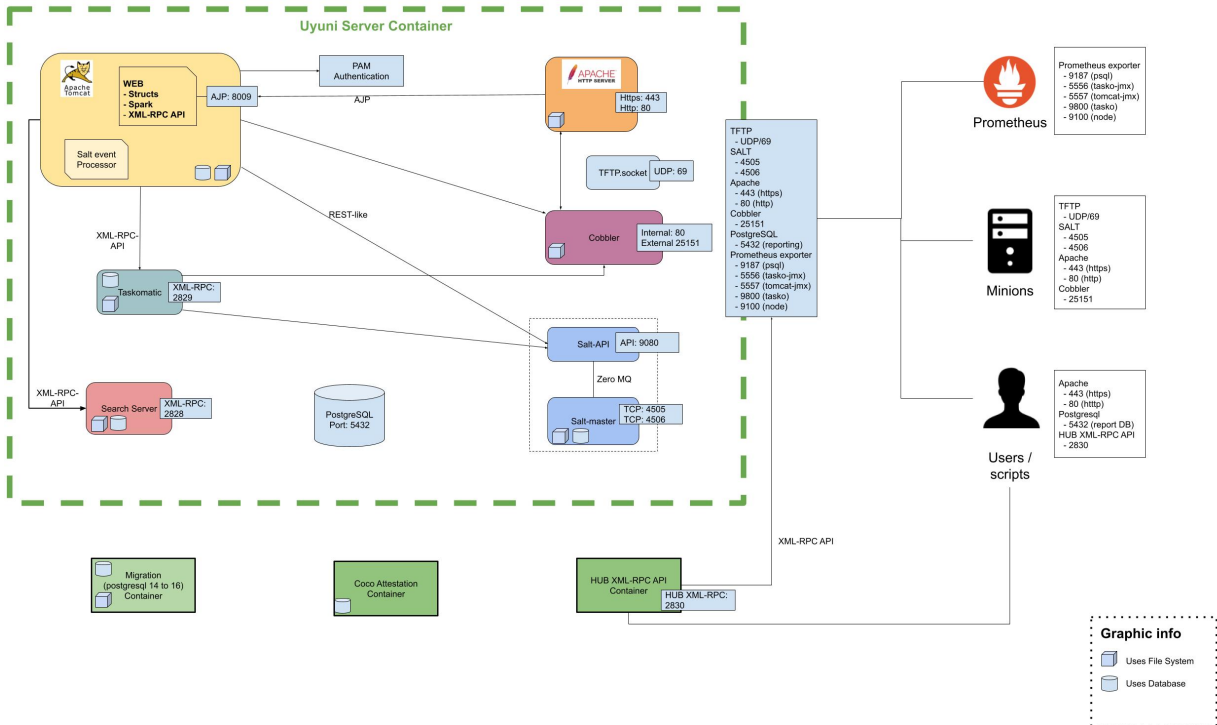 Uyuni Server Container
Apache
Tomcat
WEB
- Structs
- Spark
- XML-RPC API
AJP: 8009
Salt event
Processor
PAM
Authentication
AJP
APACHE
HTTP SERVER
Https: 443
Http: 80
TFTP.socket
UDP: 69
REST-like
Cobbler
Internal: 80
External 25151
XML-RPC-
API
Taskomatic
XML-RPC:
2829
Salt-API
API: 9080
Zero MQ
Salt-master
TCP: 4505
TCP: 4506
XML-RPC-
API
Search Server
XML-RPC:
2828
PostgreSQL
Port: 5432
TFTP
- UDP/69
SALT
- 4505
- 4506
Apache
- 443 (https)
- 80 (http)
Cobbler
- 25151
PostgreSQL
- 5432 (reporting)
Prometheus exporter
- 9187 (psql)
- 5556 (tasko-jmx)
- 5557 (tomcat-jmx)
- 9800 (tasko)
- 9100 (node)
Prometheus
Prometheus exporter
- 9187 (psql)
- 5556 (tasko-jmx)
- 5557 (tomcat-jmx)
- 9800 (tasko)
- 9100 (node)
Minions
TFTP
- UDP/69
SALT
- 4505
- 4506
Apache
- 443 (https)
- 80 (http)
Cobbler
- 25151
Users /
scripts
Apache
- 443 (https)
- 80 (htttp)
Postgresql
- 5432 (report DB)
HUB XML-RPC API
- 2830
XML-RPC API
Migration
(postgresql 14 to 16)
Container
Coco Attestation
Container
HUB XML-RPC API
Container
HUB XML-RPC:
2830
Graphic info
Uses File System
Uses Database